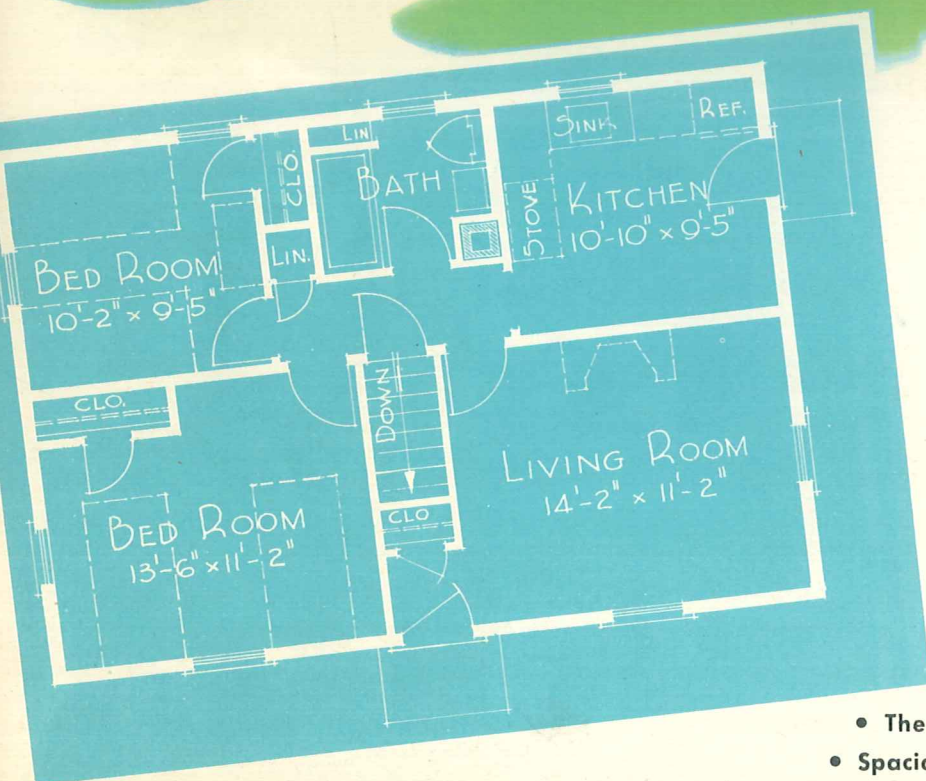 LIN
SINK
REF.
CLO.
BATH
STOVE
KITCHEN
10'-10" x 9'-5"
LIN.
BED ROOM
10'-2" x 9'-5"
CLO.
DOWN
LIVING ROOM
14'-2" x 11'-2"
CLO
BED ROOM
13'-6" x 11'-2"
• The
• Spacio